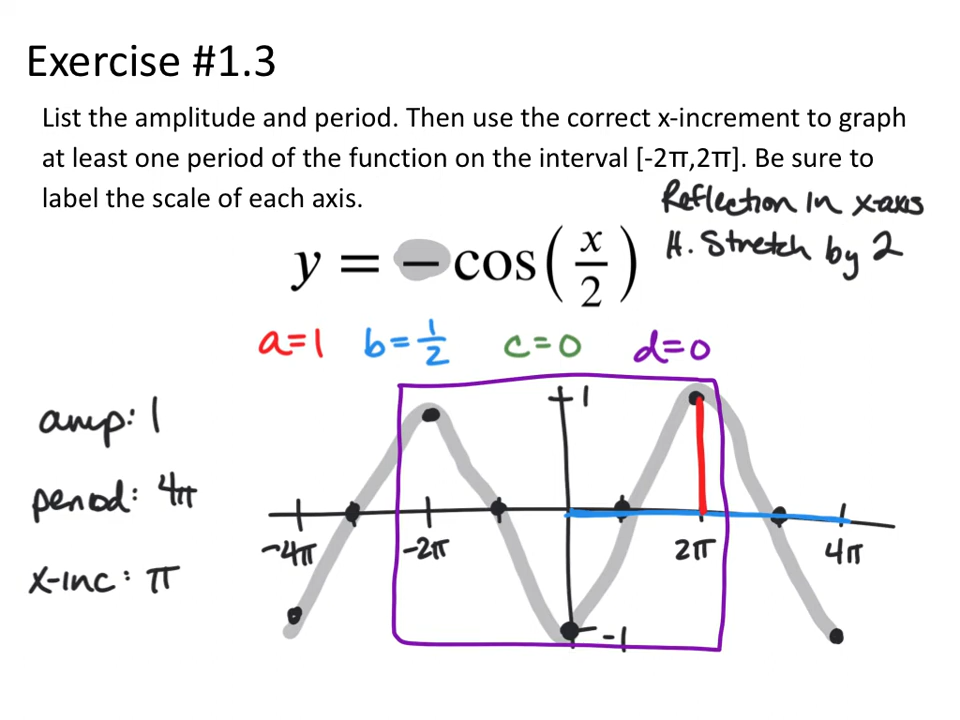 Exercise #1.3
List the amplitude and period. Then use the correct x-increment to graph
at least one period of the function on the interval [-2π,2π]. Be sure to
label the scale of each axis.
Reflection in x-axis
H. Stretch by 2
y = − cos(x/2)
a=1 b=1/2 c=0 d=0
amp: 1
period: 4π
x-inc: π
1
-4π -2π 2π 4π
-1